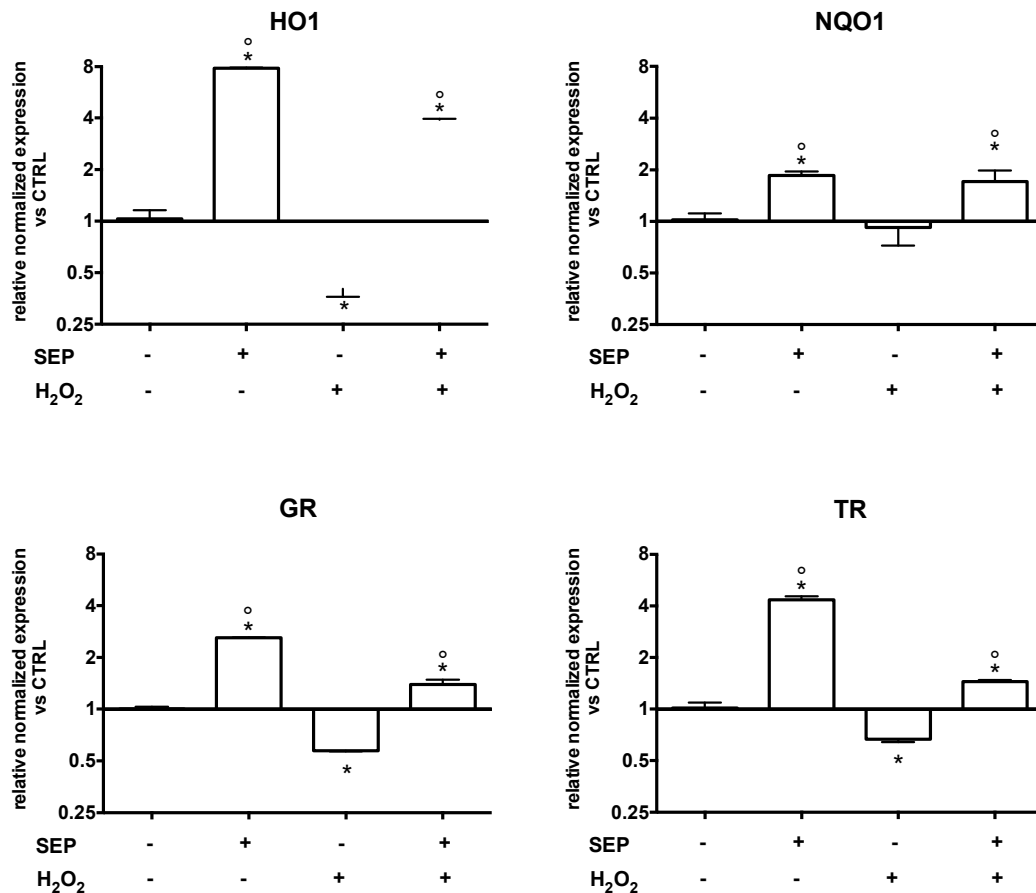 HO1
relative normalized expression
vs CTRL
8
4
2
1
0.5
0.25
° ° 
* * *
SEP - + - +
H₂O₂ - - + +
NQO1
relative normalized expression
vs CTRL
8
4
2
1
0.5
0.25
° °
* *
SEP - + - +
H₂O₂ - - + +
GR
relative normalized expression
vs CTRL
8
4
2
1
0.5
0.25
° °
* * *
SEP - + - +
H₂O₂ - - + +
TR
relative normalized expression
vs CTRL
8
4
2
1
0.5
0.25
° °
* * *
SEP - + - +
H₂O₂ - - + +